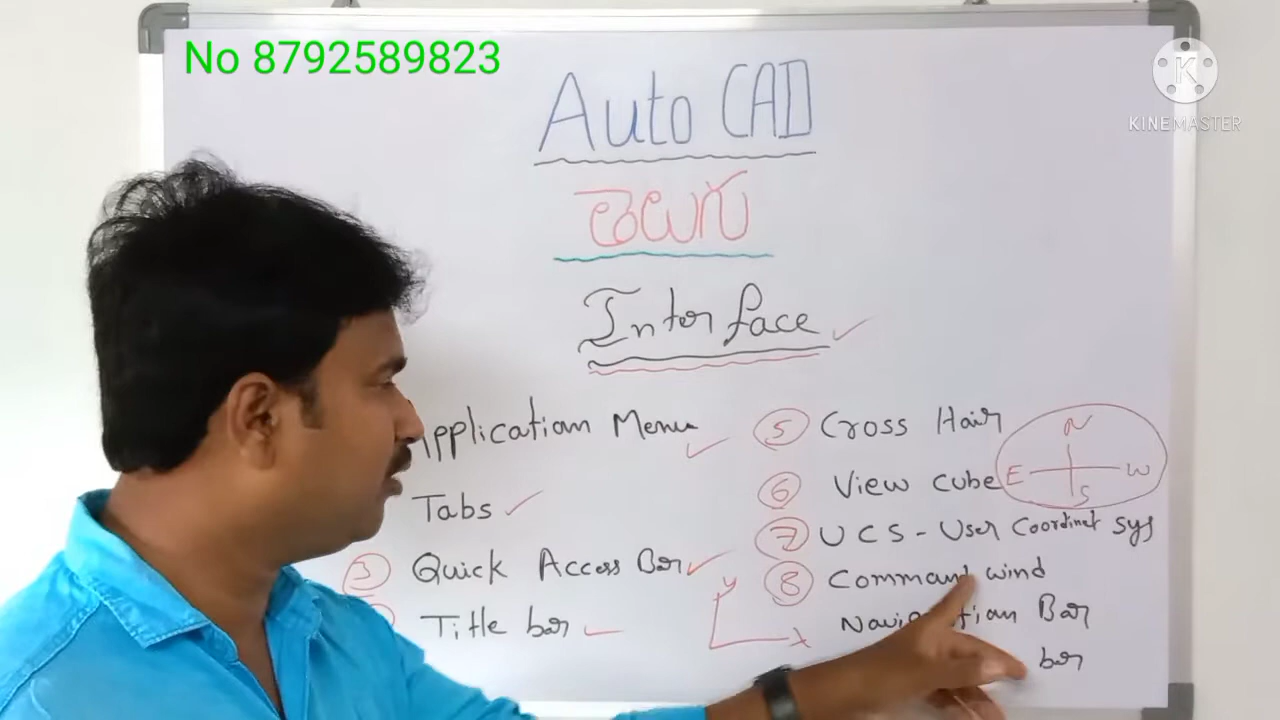 No 8792589823
KINEMASTER
Auto CAD
తెలుగు
Interface
Application Menu
Tabs
3 Quick Access Bar
Title bar
5 Cross Hair
6 View cube
N
E W
S
7 UCS - User Coordinet sys
8 Command wind
Navigation Bar
bar
Y
X